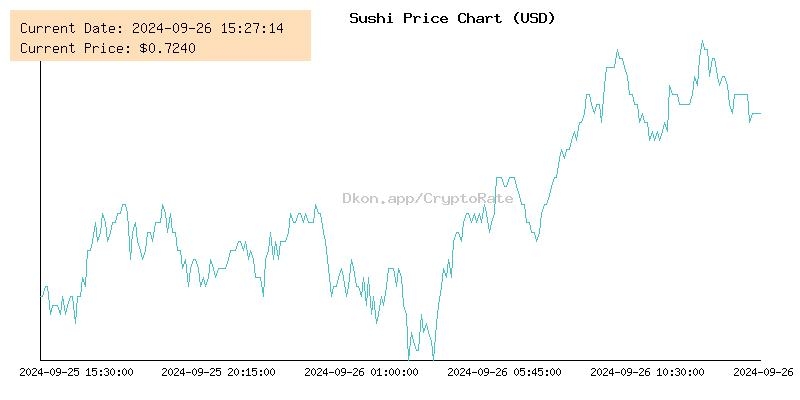 Sushi Price Chart (USD)
Current Date: 2024-09-26 15:27:14
Current Price: $0.7240
Dkon.app/CryptoRate
2024-09-25 15:30:00 2024-09-25 20:15:00 2024-09-26 01:00:00 2024-09-26 05:45:00 2024-09-26 10:30:00 2024-09-26